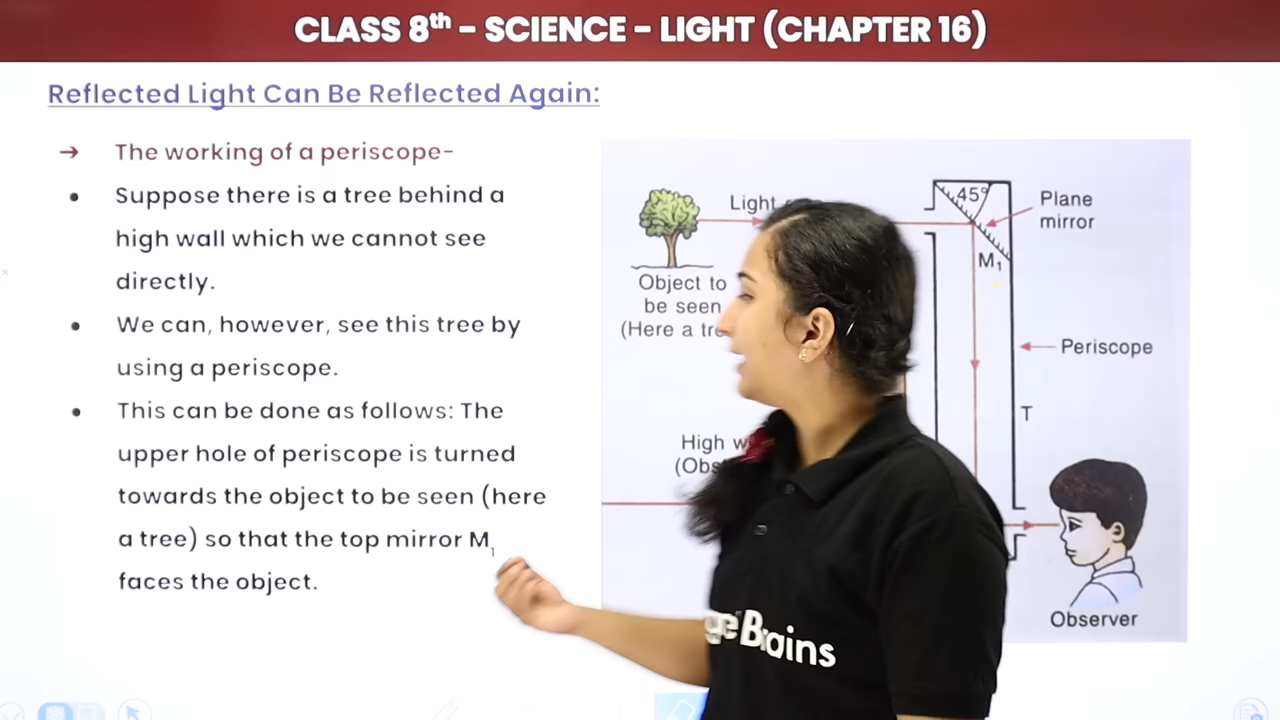 CLASS 8th - SCIENCE - LIGHT (CHAPTER 16)
Reflected Light Can Be Reflected Again:
➔ The working of a periscope-
• Suppose there is a tree behind a
high wall which we cannot see
directly.
• We can, however, see this tree by
using a periscope.
• This can be done as follows: The
upper hole of periscope is turned
towards the object to be seen (here
a tree) so that the top mirror M₁
faces the object.
Light
45°
Plane
mirror
M₁
Object to
be seen
(Here a
Periscope
T
High
Observer
Brains